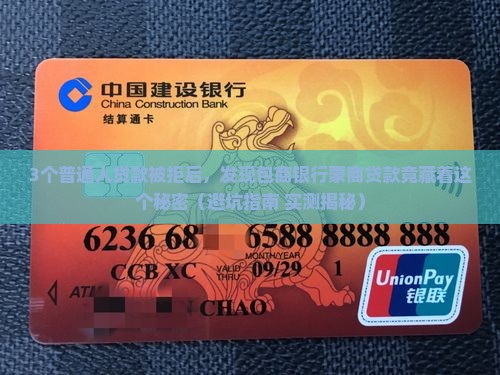 中国建设银行
China Construction Bank
结算通卡
3个普通人贷款被拒后，发现包商银行蒙商贷款竟藏着这
个秘密（避坑指南 实测揭秘）
6236 68 6588 8888 888
MONTH/YEAR
CCB XC VALID THRU 09/29 1
ATM
CHAO
UnionPay
银联